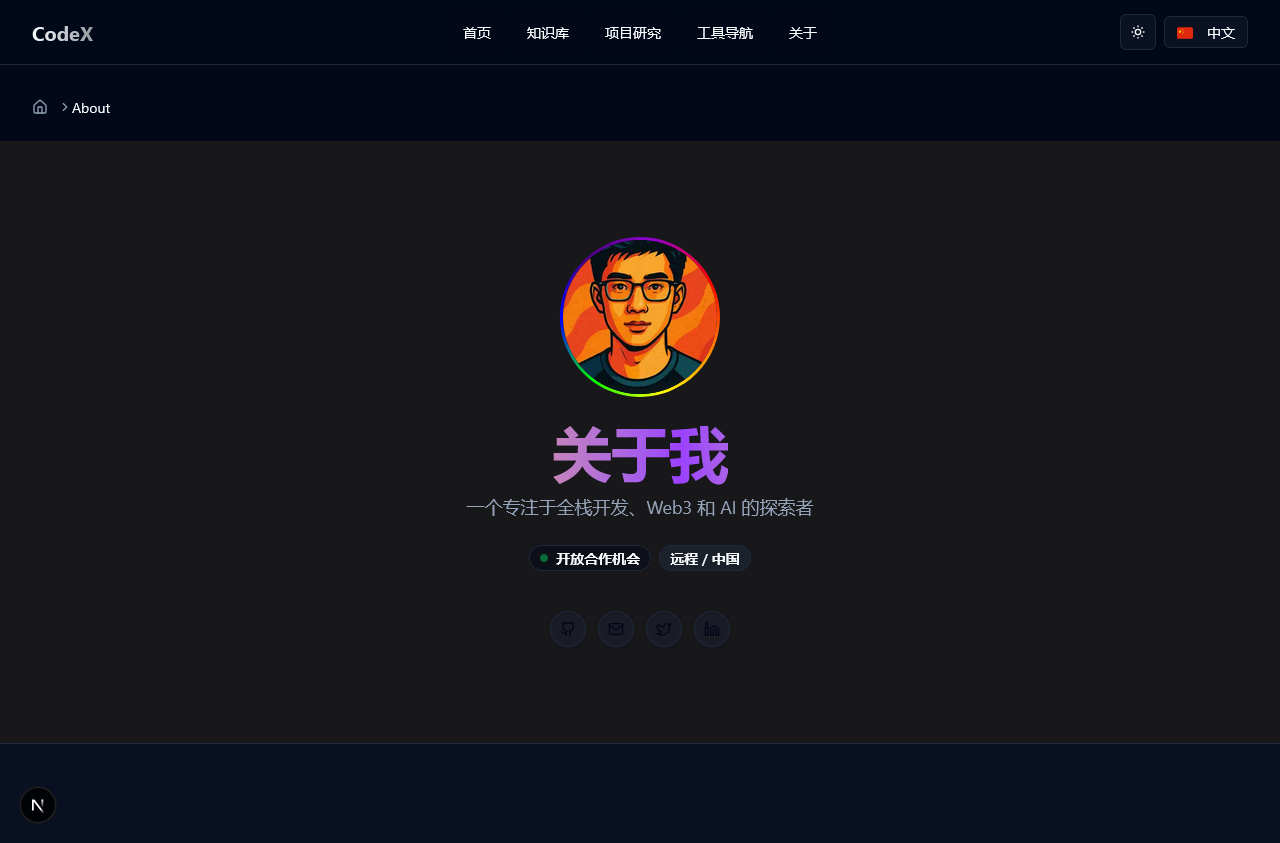 CodeX
首页 知识库 项目研究 工具导航 关于
中文
About
关于我
一个专注于全栈开发、Web3 和 AI 的探索者
开放合作机会 远程 / 中国
N